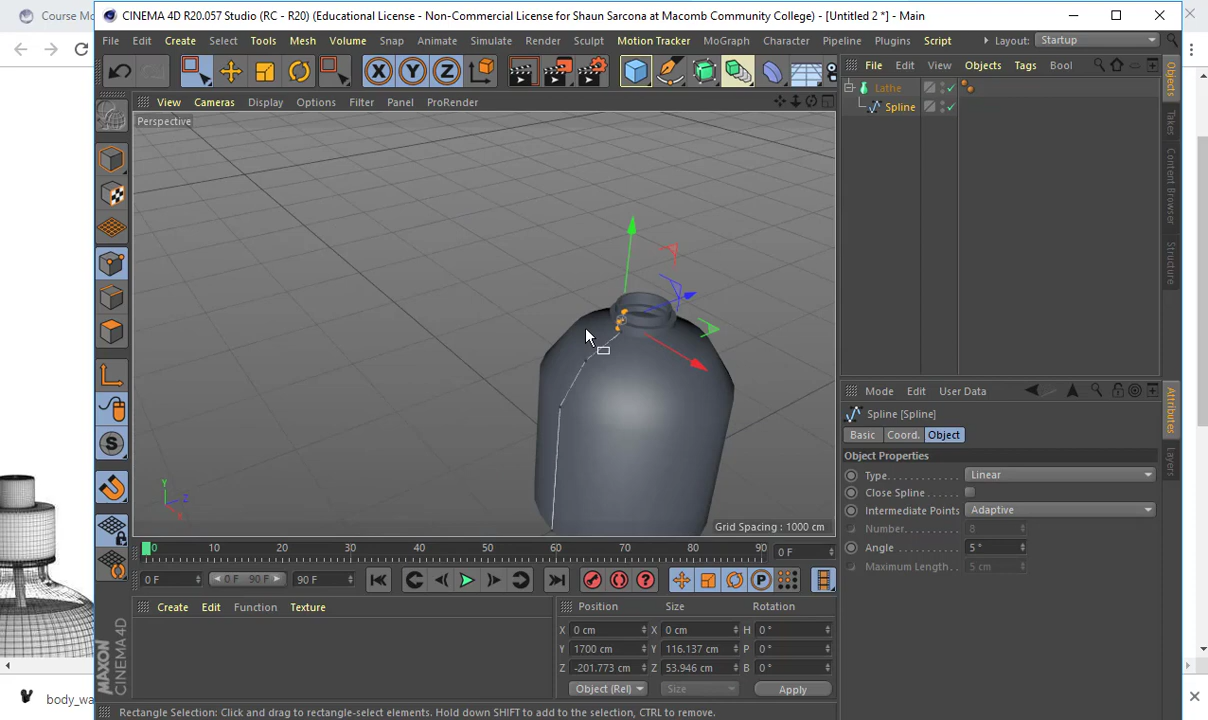 Course Mo
CINEMA 4D R20.057 Studio (RC - R20) (Educational License - Non-Commercial License for Shaun Sarcona at Macomb Community College) - [Untitled 2 *] - Main
File Edit Create Select Tools Mesh Volume Snap Animate Simulate Render Sculpt Motion Tracker MoGraph Character Pipeline Plugins Script Layout: Startup
X Y Z
File Edit View Objects Tags Bool
View Cameras Display Options Filter Panel ProRender
Perspective
Lathe
Spline
Objects
Takes
Content Browser
Structure
Y
Z
X
Grid Spacing : 1000 cm
Mode Edit User Data
Spline [Spline]
Basic Coord. Object
Object Properties
Type Linear
Close Spline
Intermediate Points Adaptive
Number 8
Angle 5 °
Maximum Length 5 cm
Attributes
Layers
0 10 20 30 40 50 60 70 80 90 0 F
0 F 0 F 90 F 90 F
P
S
Create Edit Function Texture
Position Size Rotation
X 0 cm X 0 cm H 0 °
Y 1700 cm Y 116.137 cm P 0 °
Z -201.773 cm Z 53.946 cm B 0 °
Object (Rel) Size Apply
MAXON CINEMA 4D
Rectangle Selection: Click and drag to rectangle-select elements. Hold down SHIFT to add to the selection, CTRL to remove.
body_wa